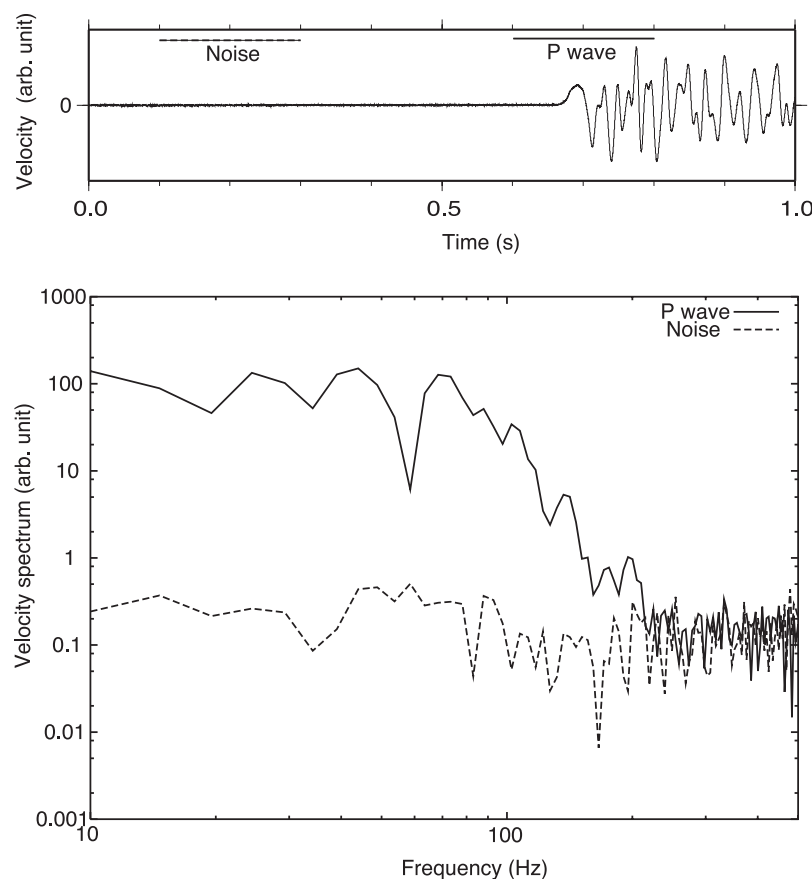 Velocity (arb. unit)
0
Noise
P wave
0.0
0.5
1.0
Time (s)
Velocity spectrum (arb. unit)
1000
100
10
1
0.1
0.01
0.001
P wave
Noise
10
100
Frequency (Hz)